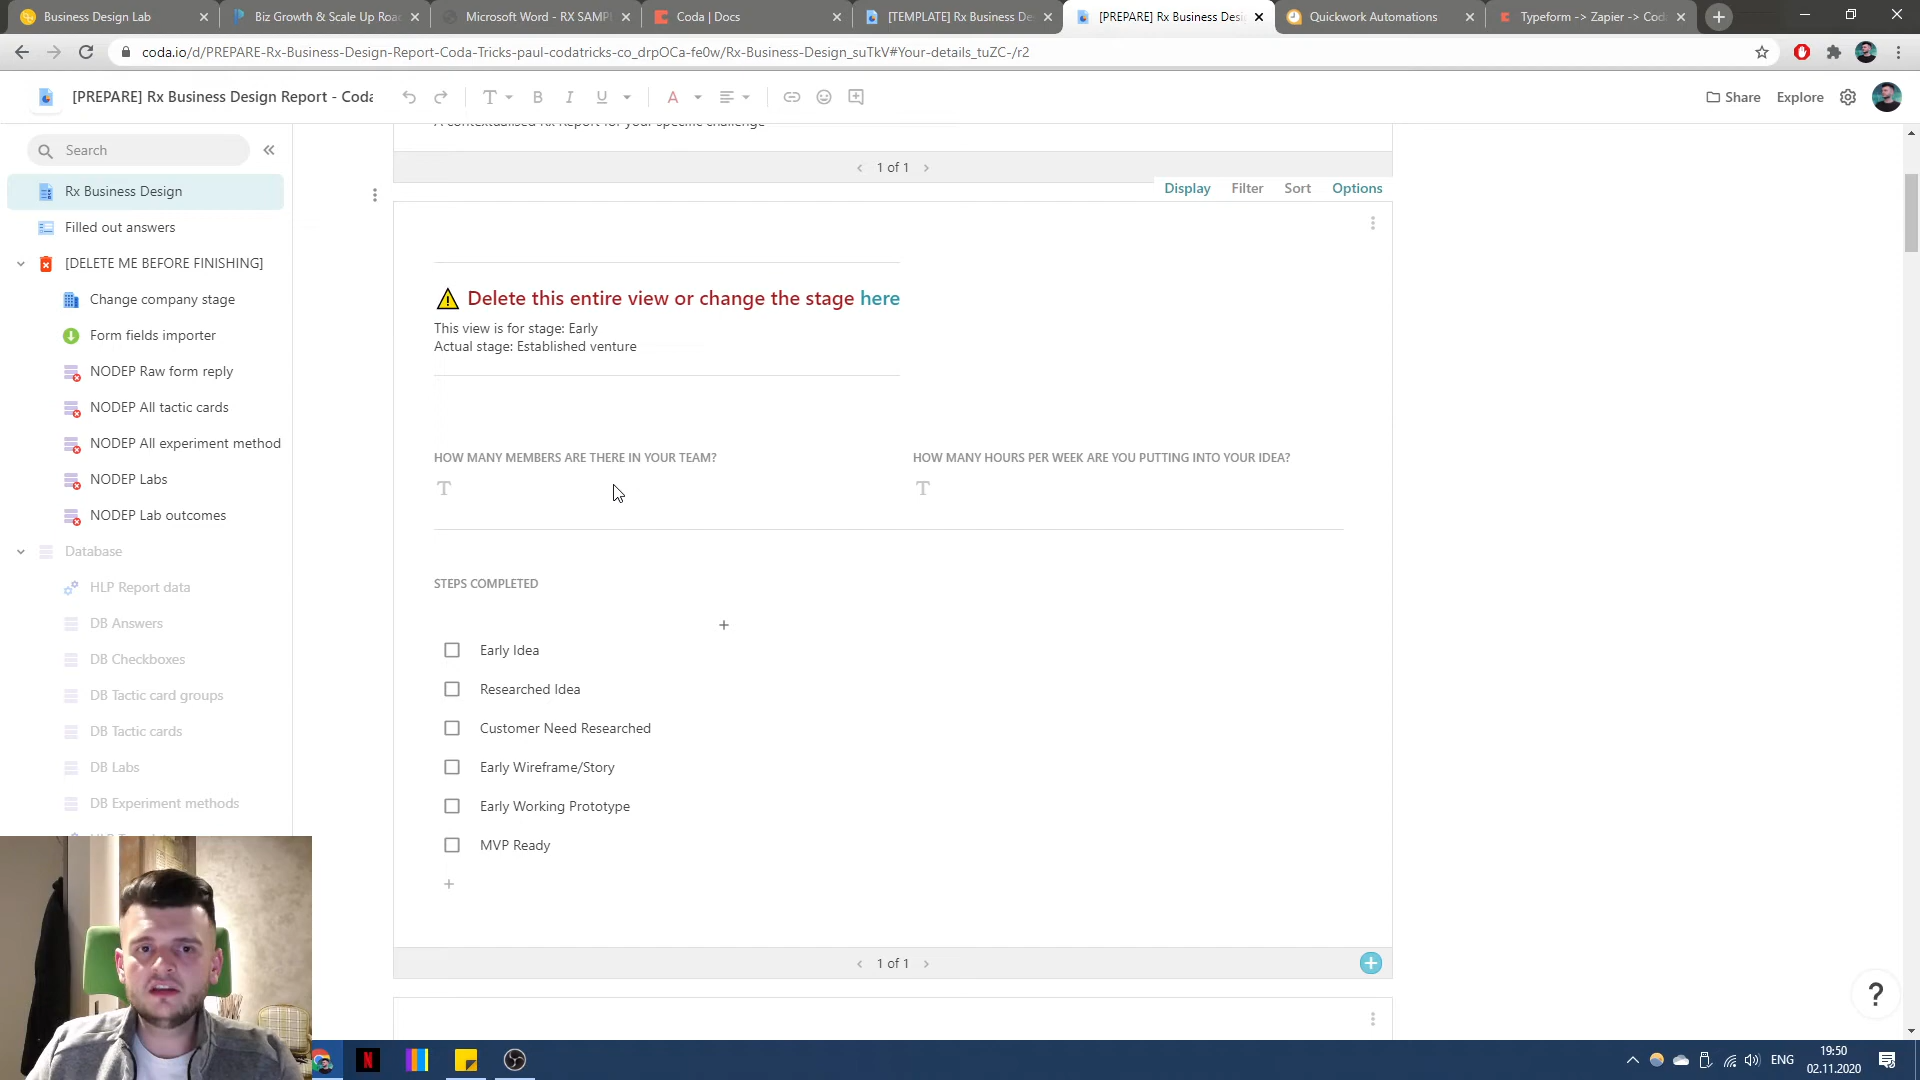 Business Design Lab
Biz Growth & Scale Up Roa
Microsoft Word - RX SAMPL
Coda | Docs
[TEMPLATE] Rx Business De
[PREPARE] Rx Business Desi
Quickwork Automations
Typeform -> Zapier -> Cod
coda.io/d/PREPARE-Rx-Business-Design-Report-Coda-Tricks-paul-codatricks-co_drpOCa-fe0w/Rx-Business-Design_suTkV#Your-details_tuZC-/r2
[PREPARE] Rx Business Design Report - Coda
T
B
I
U
A
Share
Explore
Search
Rx Business Design
Filled out answers
[DELETE ME BEFORE FINISHING]
Change company stage
Form fields importer
NODEP Raw form reply
NODEP All tactic cards
NODEP All experiment method
NODEP Labs
NODEP Lab outcomes
Database
HLP Report data
DB Answers
DB Checkboxes
DB Tactic card groups
DB Tactic cards
DB Labs
DB Experiment methods
A contextualised Rx Report for your specific challenge
1 of 1
Display Filter Sort Options
Delete this entire view or change the stage here
This view is for stage: Early
Actual stage: Established venture
HOW MANY MEMBERS ARE THERE IN YOUR TEAM?
T
HOW MANY HOURS PER WEEK ARE YOU PUTTING INTO YOUR IDEA?
T
STEPS COMPLETED
+
Early Idea
Researched Idea
Customer Need Researched
Early Wireframe/Story
Early Working Prototype
MVP Ready
+
1 of 1
+
?
N
ENG
19:50
02.11.2020